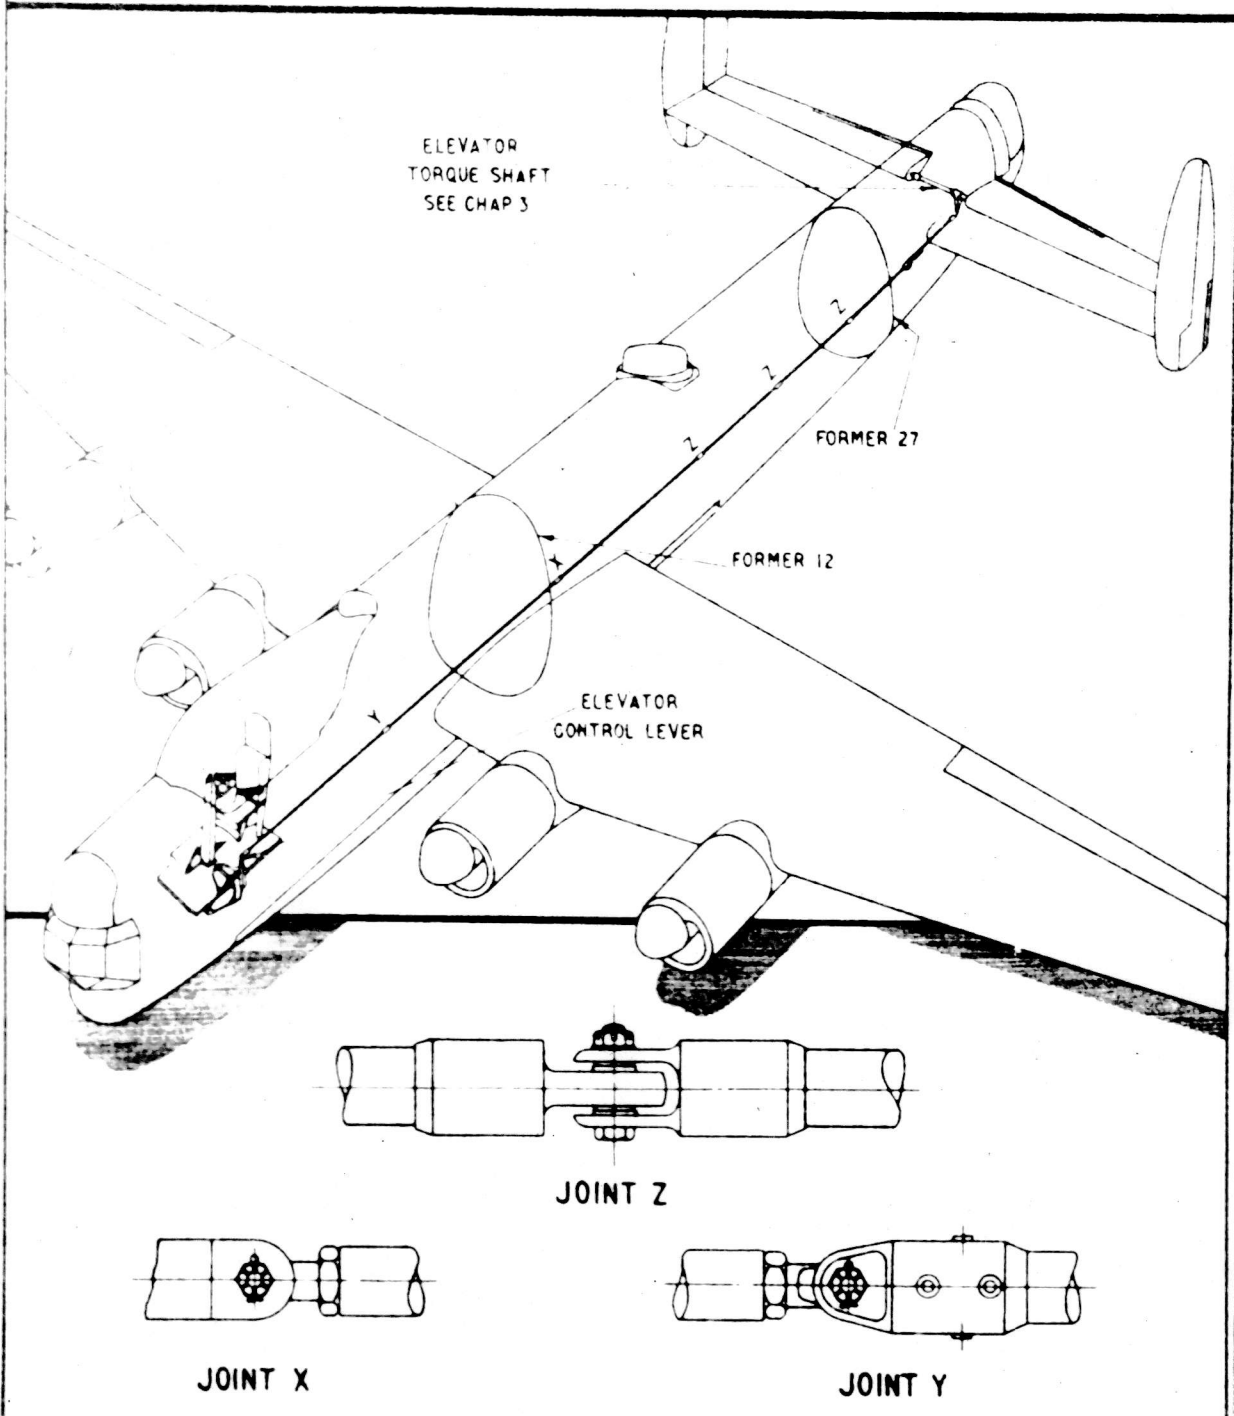 ELEVATOR
TORQUE SHAFT
SEE CHAP 3
Z
Z
FORMER 27
Z
FORMER 12
X
ELEVATOR
CONTROL LEVER
Y
JOINT Z
JOINT X
JOINT Y